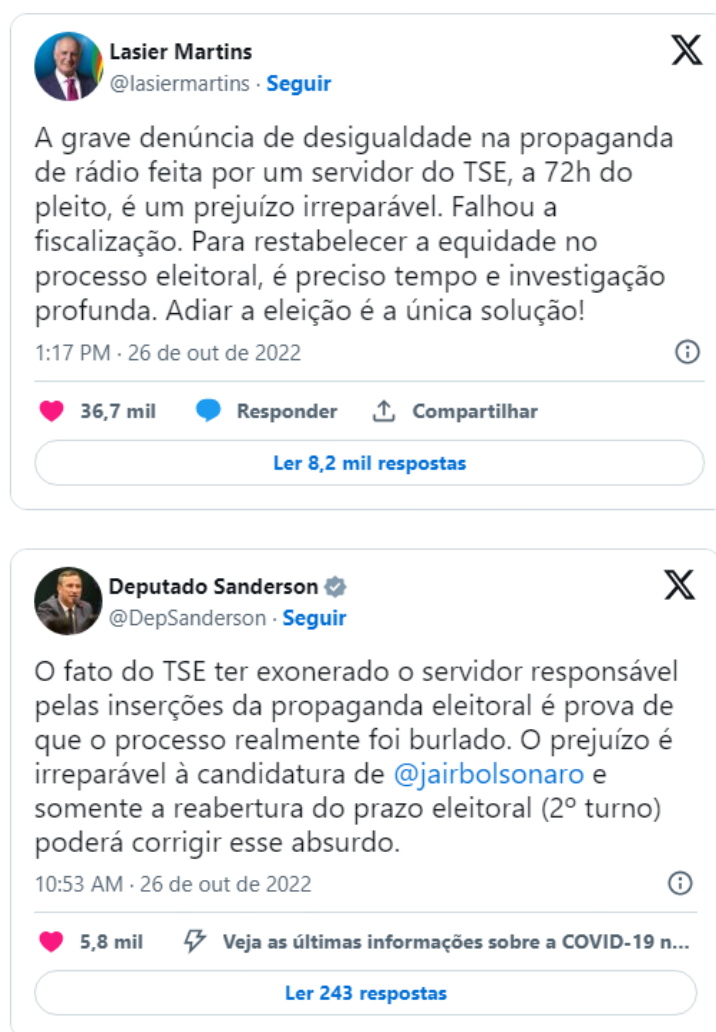 Lasier Martins
@lasiermartins · Seguir
A grave denúncia de desigualdade na propaganda
de rádio feita por um servidor do TSE, a 72h do
pleito, é um prejuízo irreparável. Falhou a
fiscalização. Para restabelecer a equidade no
processo eleitoral, é preciso tempo e investigação
profunda. Adiar a eleição é a única solução!
1:17 PM · 26 de out de 2022
36,7 mil Responder Compartilhar
Ler 8,2 mil respostas
Deputado Sanderson
@DepSanderson · Seguir
O fato do TSE ter exonerado o servidor responsável
pelas inserções da propaganda eleitoral é prova de
que o processo realmente foi burlado. O prejuízo é
irreparável à candidatura de @jairbolsonaro e
somente a reabertura do prazo eleitoral (2º turno)
poderá corrigir esse absurdo.
10:53 AM · 26 de out de 2022
5,8 mil Veja as últimas informações sobre a COVID-19 n...
Ler 243 respostas